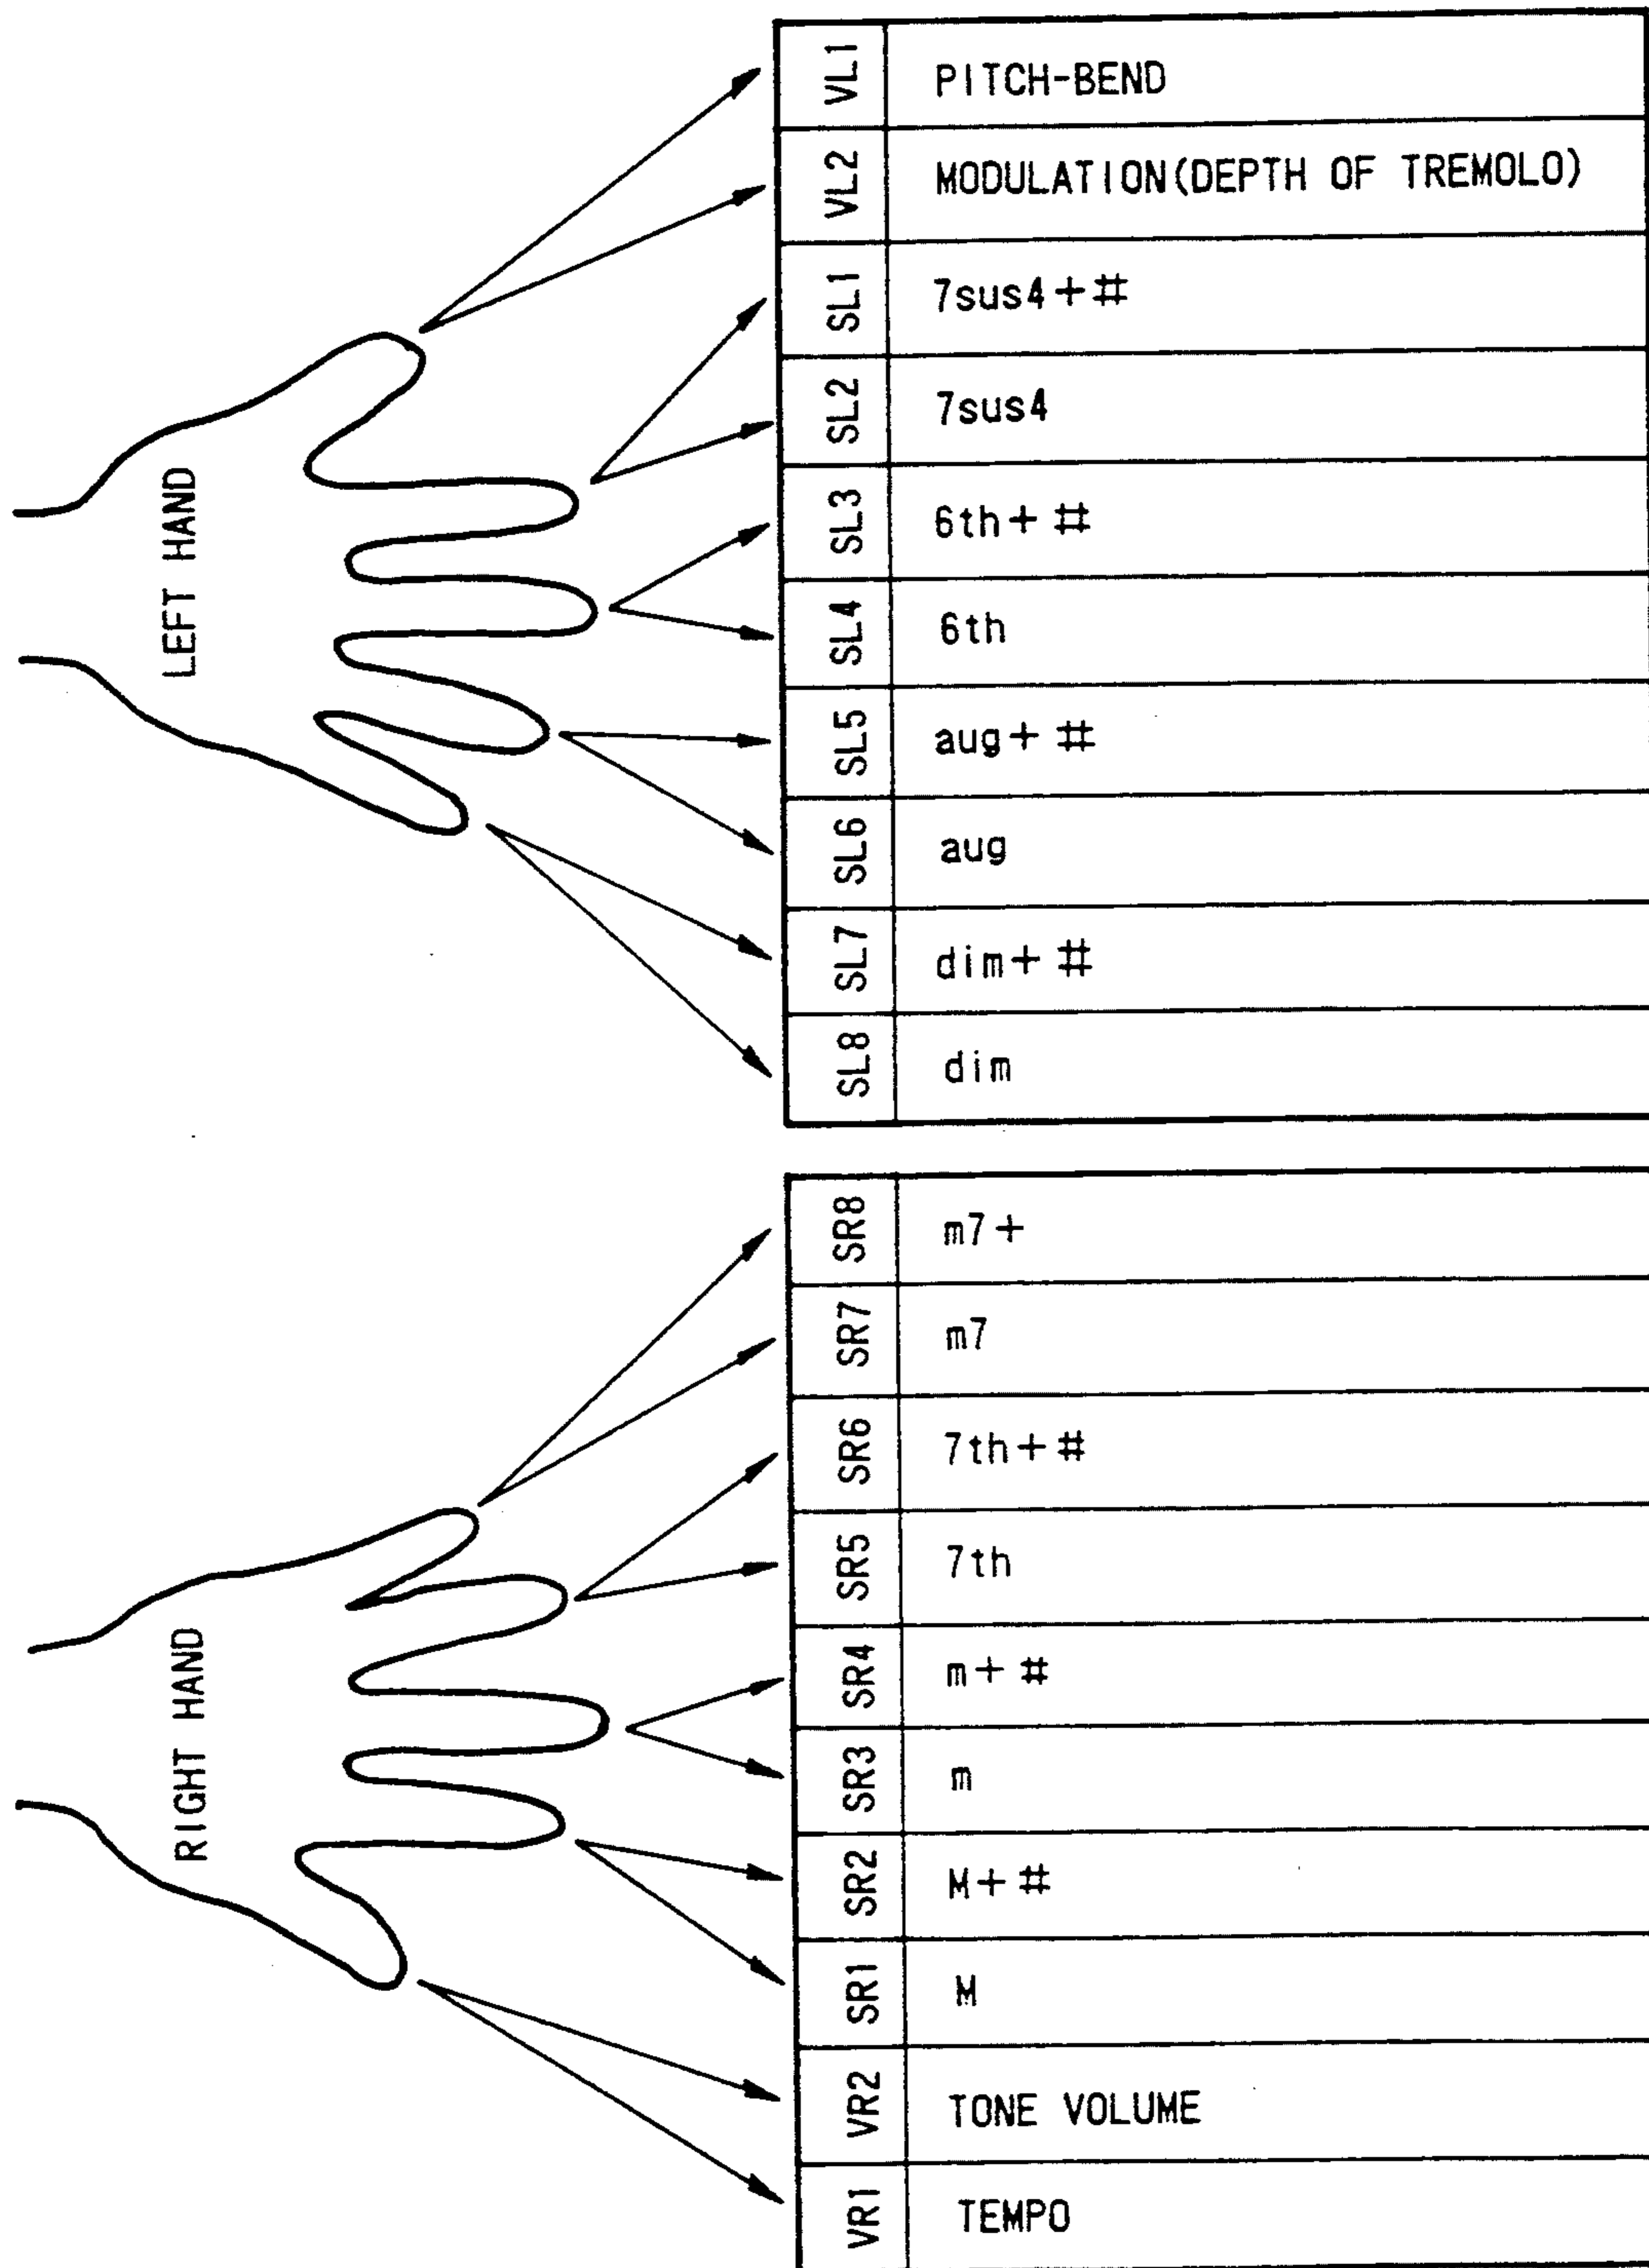 LEFT HAND
VL1 PITCH-BEND
VL2 MODULATION(DEPTH OF TREMOLO)
SL1 7sus4+#
SL2 7sus4
SL3 6th+#
SL4 6th
SL5 aug+#
SL6 aug
SL7 dim+#
SL8 dim
RIGHT HAND
SR8 m7+
SR7 m7
SR6 7th+#
SR5 7th
SR4 m+#
SR3 m
SR2 M+#
SR1 M
VR2 TONE VOLUME
VR1 TEMPO